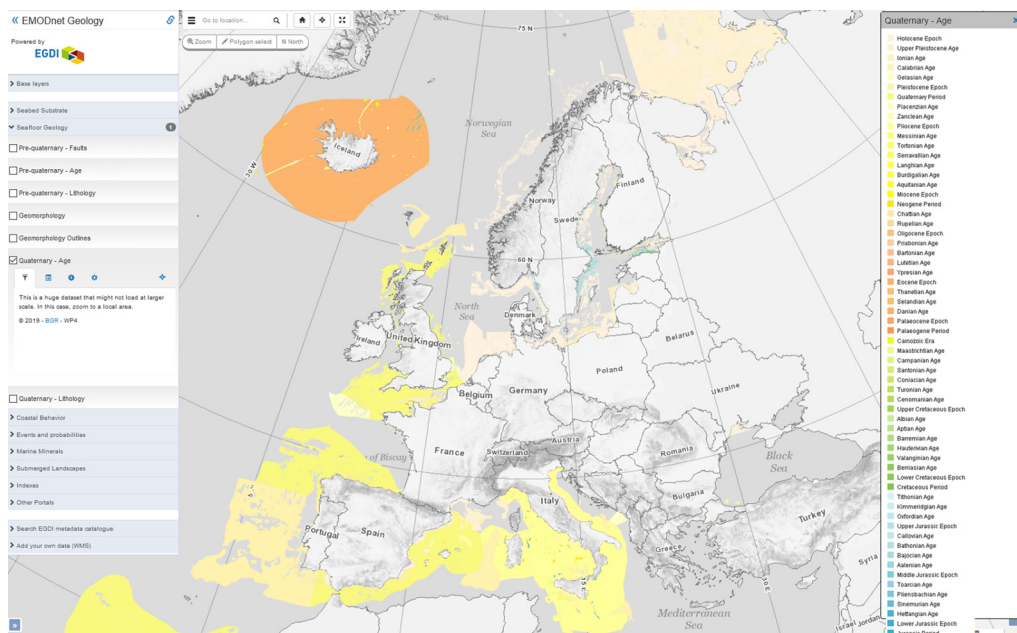 « EMODnet Geology
Powered by
EGDI
Base layers
Seabed Substrate
Seafloor Geology 1
Pre-quaternary - Faults
Pre-quaternary - Age
Pre-quaternary - Lithology
Geomorphology
Geomorphology Outlines
Quaternary - Age
This is a huge dataset that might not load at larger
scale. In this case, zoom to a local area.
© 2019 - BGR - WP4
Quaternary - Lithology
Coastal Behavior
Events and probabilities
Marine Minerals
Submerged Landscapes
Indexes
Other Portals
Search EGDI metadata catalogue
Add your own data (WMS)
»
Go to location...
Zoom
Polygon select
N North
Sea
75 N
Norwegian
Sea
Iceland
30 W
Finland
Norway
Swede
60 N
North
Sea
Denmark
Ireland
United Kingdom
Belarus
Poland
Belgium
Germany
Ukraine
France
Austria
Switzerland
Romania
of Biscay
Black
Sea
Italy
Bulgaria
Portugal
Spain
Turkey
Greece
Syria
15 E
30 E
Mediterranean
Sea
Israel
Jordan
Quaternary - Age
Holocene Epoch
Upper Pleistocene Age
Ionian Age
Calabrian Age
Gelasian Age
Pleistocene Epoch
Quaternary Period
Piacenzian Age
Zanclean Age
Pliocene Epoch
Messinian Age
Tortonian Age
Serravallian Age
Langhian Age
Burdigalian Age
Aquitanian Age
Miocene Epoch
Neogene Period
Chattian Age
Rupelian Age
Oligocene Epoch
Priabonian Age
Bartonian Age
Lutetian Age
Ypresian Age
Eocene Epoch
Thanetian Age
Selandian Age
Danian Age
Palaeocene Epoch
Palaeogene Period
Cainozoic Era
Maastrichtian Age
Campanian Age
Santonian Age
Coniacian Age
Turonian Age
Cenomanian Age
Upper Cretaceous Epoch
Albian Age
Aptian Age
Barremian Age
Hauterivian Age
Valanginian Age
Berriasian Age
Lower Cretaceous Epoch
Cretaceous Period
Tithonian Age
Kimmeridgian Age
Oxfordian Age
Upper Jurassic Epoch
Callovian Age
Bathonian Age
Bajocian Age
Aalenian Age
Middle Jurassic Epoch
Toarcian Age
Pliensbachian Age
Sinemurian Age
Hettangian Age
Lower Jurassic Epoch
Jurassic Period